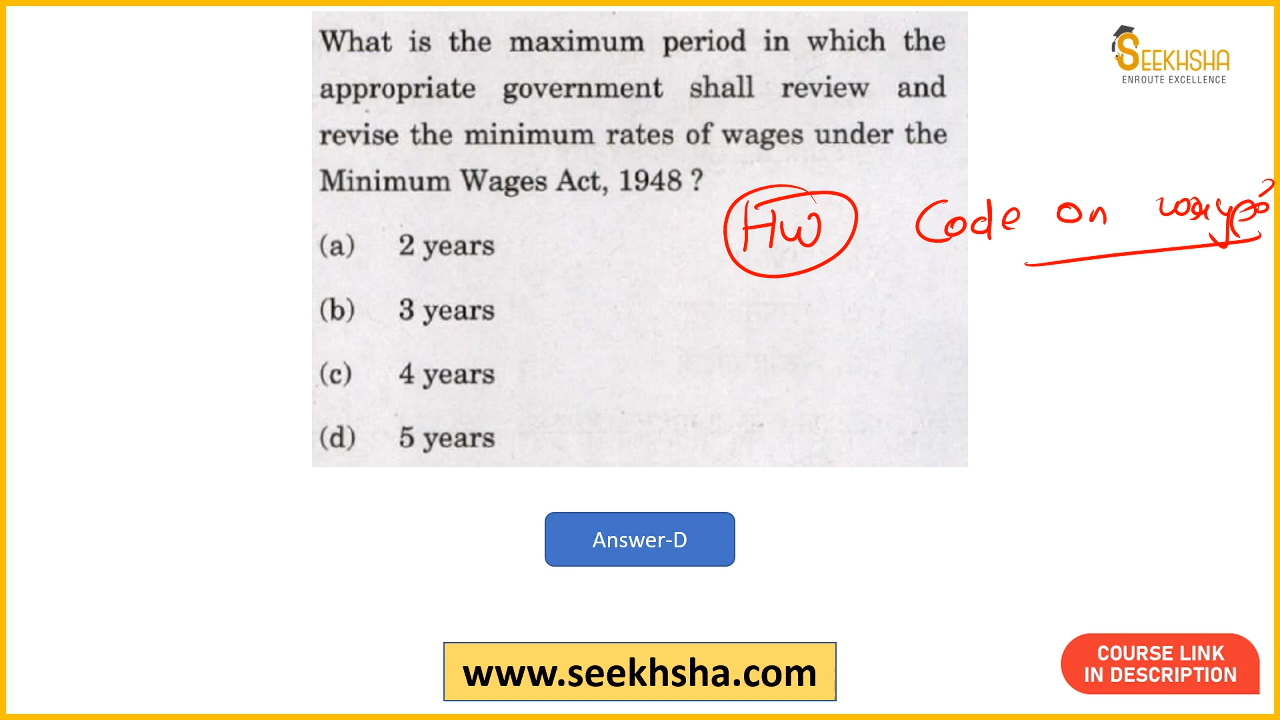 What is the maximum period in which the
appropriate government shall review and
revise the minimum rates of wages under the
Minimum Wages Act, 1948 ?
(a) 2 years
(b) 3 years
(c) 4 years
(d) 5 years
HW
Code on wages
Answer-D
www.seekhsha.com
SEEKHSHA
ENROUTE EXCELLENCE
COURSE LINK
IN DESCRIPTION